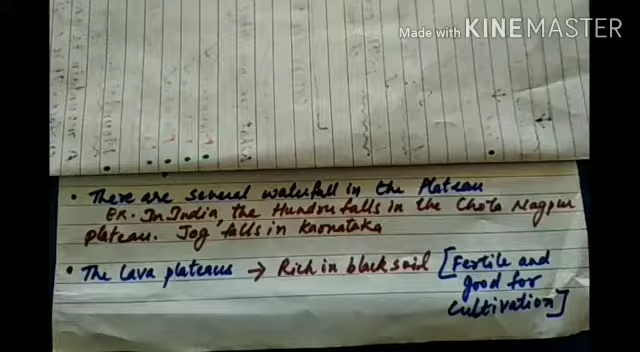 Made with KINEMASTER
• There are several waterfall in the Plateau
Ex. In India, the Hundru falls in the Chota Nagpur
plateau. Jog falls in Karnataka
• The Lava plateaus → Rich in black soil [Fertile and
good for
cultivation]